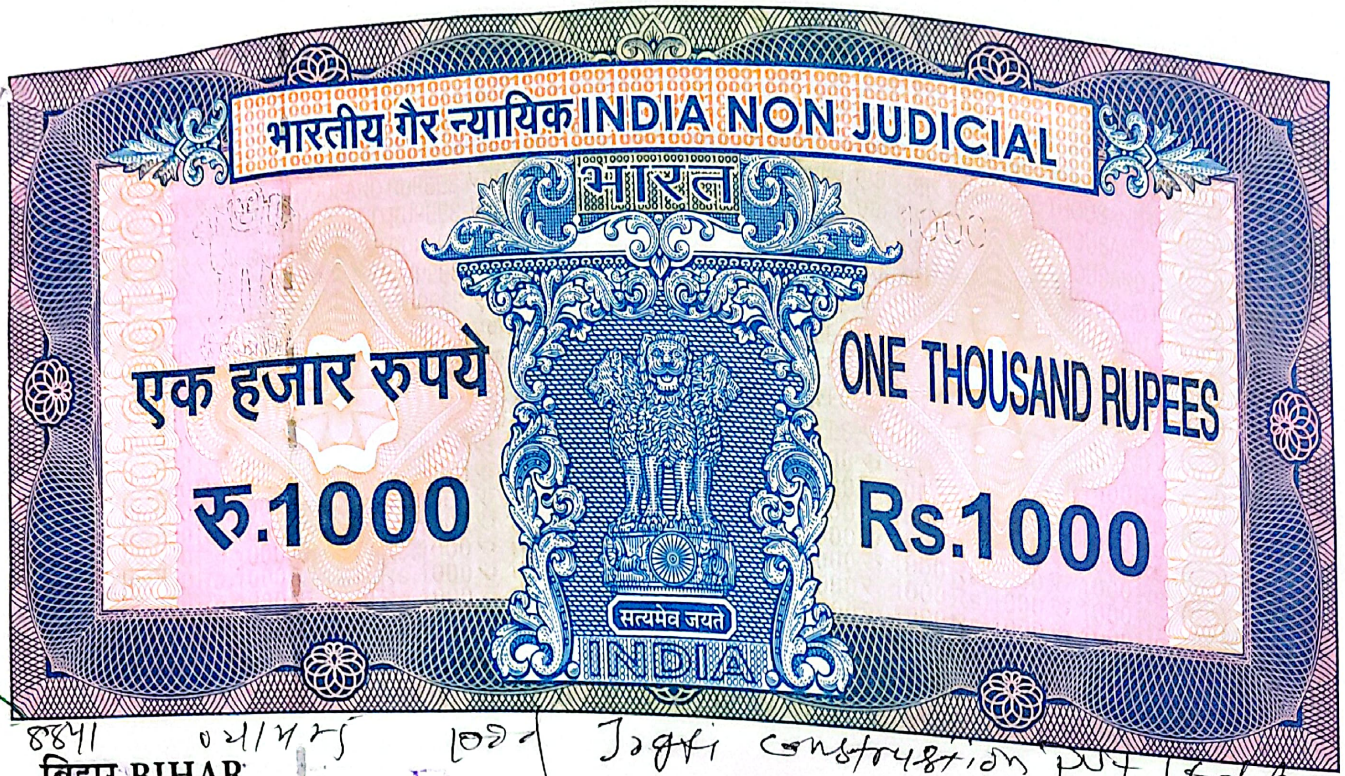 भारतीय गैर न्यायिक INDIA NON JUDICIAL
भारत
1000
एक हजार रुपये
ONE THOUSAND RUPEES
रु.1000
Rs.1000
सत्यमेव जयते
INDIA
8841 1000/ construction pvt
बिहार BIHAR